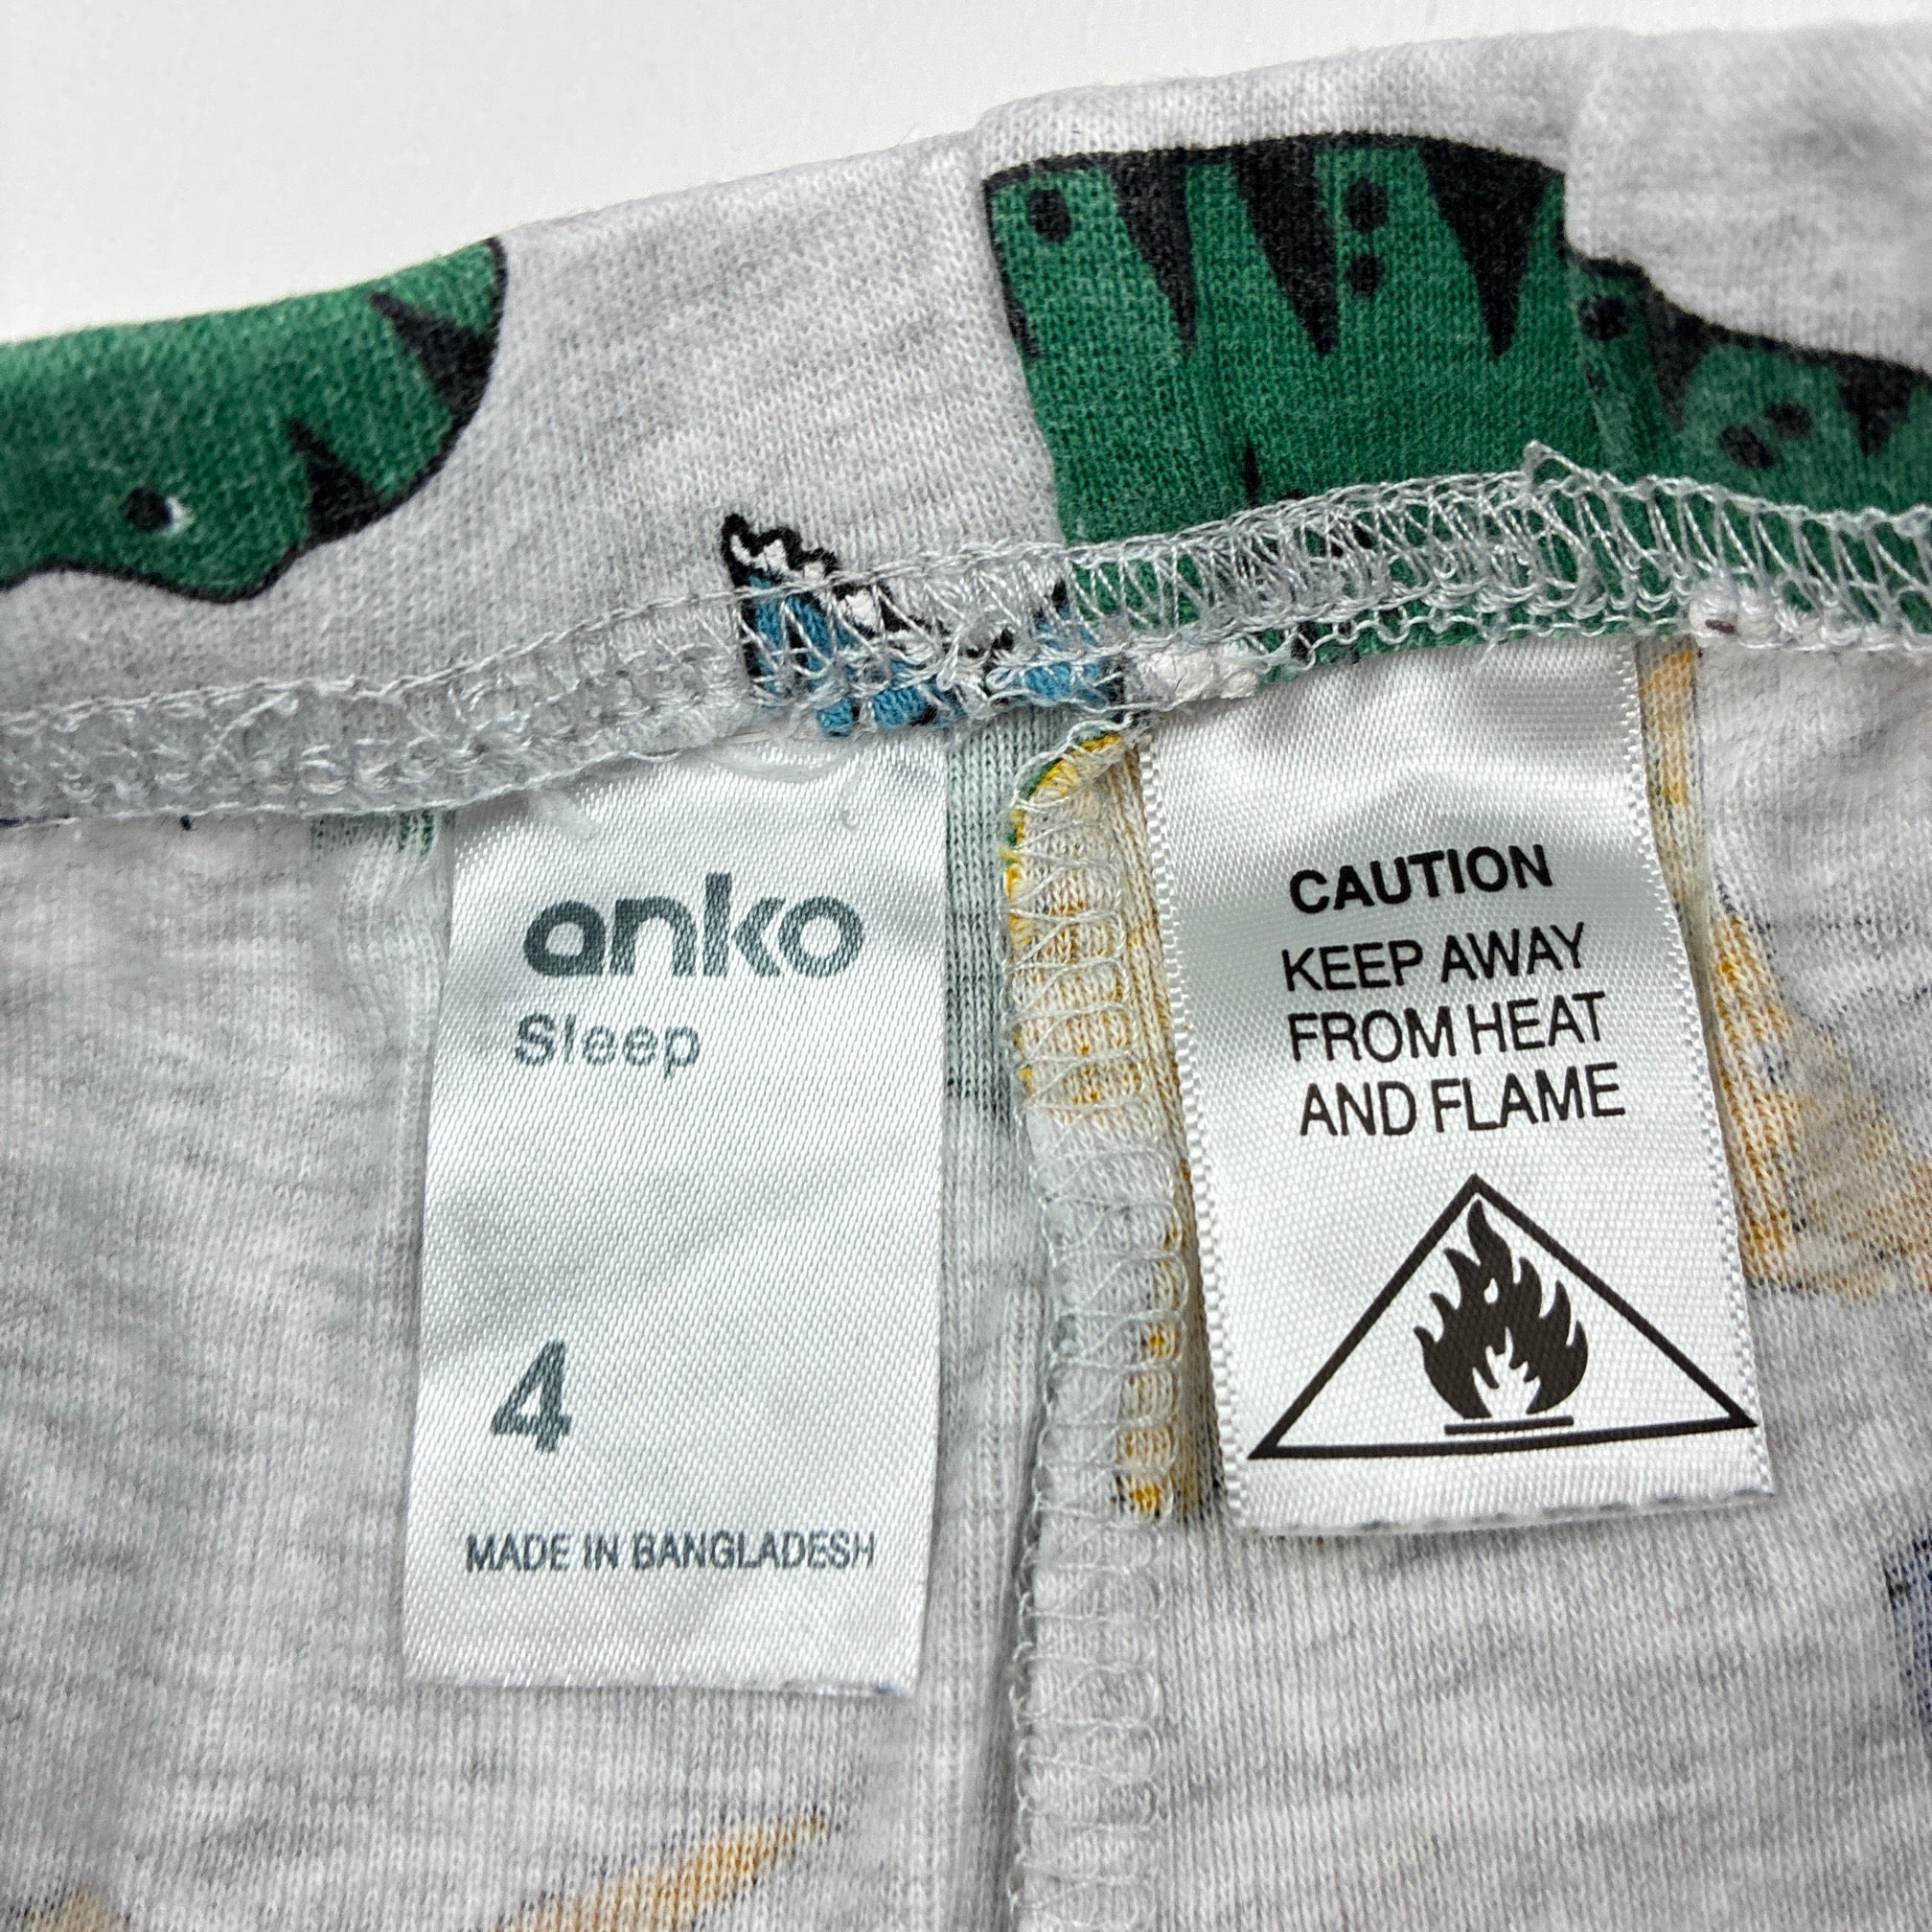 anko
Sleep
4
MADE IN BANGLADESH
CAUTION
KEEP AWAY
FROM HEAT
AND FLAME